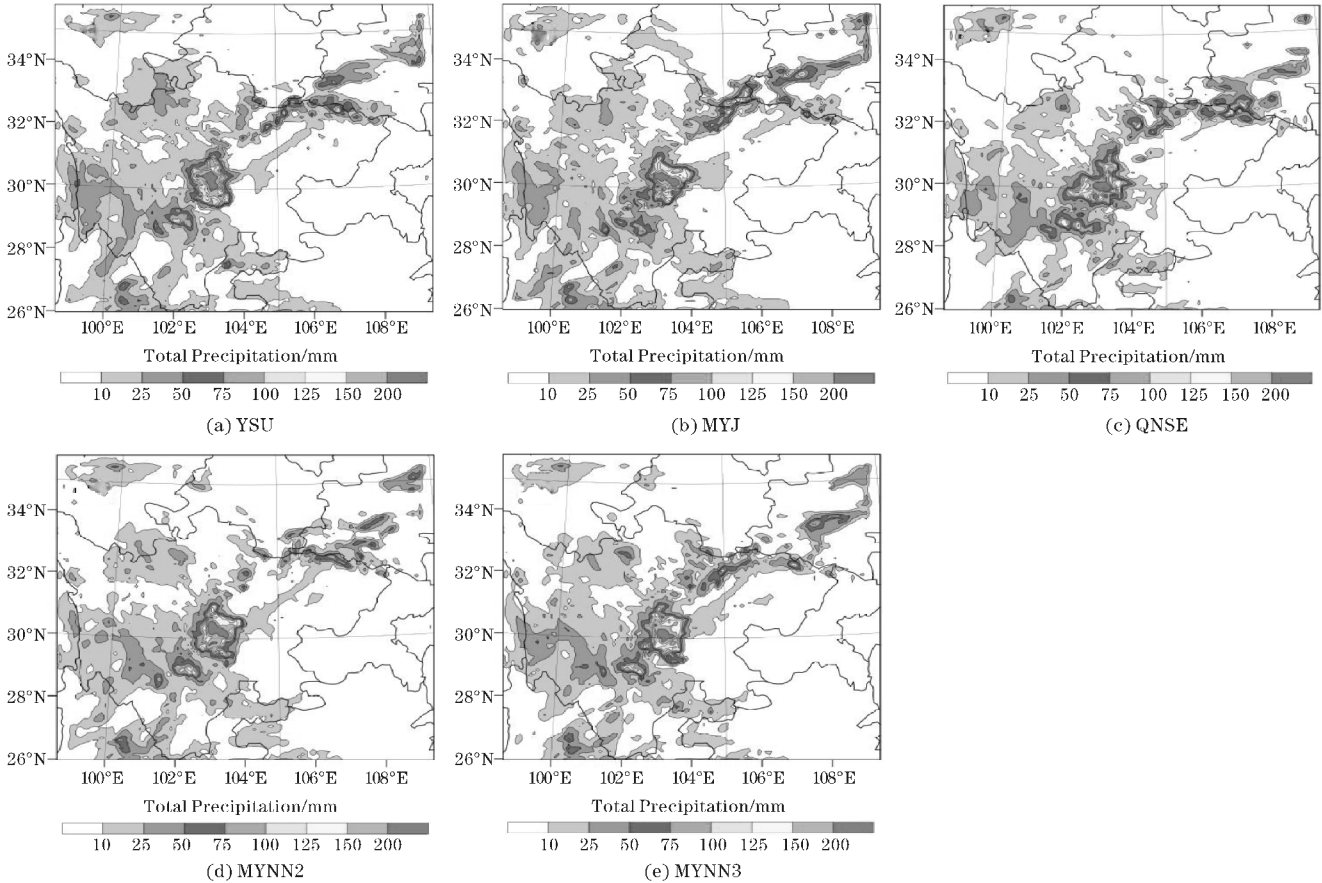 34°N
32°N
30°N
28°N
26°N
100°E 102°E 104°E 106°E 108°E
Total Precipitation/mm
10 25 50 75 100 125 150 200
(a) YSU
34°N
32°N
30°N
28°N
26°N
100°E 102°E 104°E 106°E 108°E
Total Precipitation/mm
10 25 50 75 100 125 150 200
(b) MYJ
34°N
32°N
30°N
28°N
26°N
100°E 102°E 104°E 106°E 108°E
Total Precipitation/mm
10 25 50 75 100 125 150 200
(c) QNSE
34°N
32°N
30°N
28°N
26°N
100°E 102°E 104°E 106°E 108°E
Total Precipitation/mm
10 25 50 75 100 125 150 200
(d) MYNN2
34°N
32°N
30°N
28°N
26°N
100°E 102°E 104°E 106°E 108°E
Total Precipitation/mm
10 25 50 75 100 125 150 200
(e) MYNN3